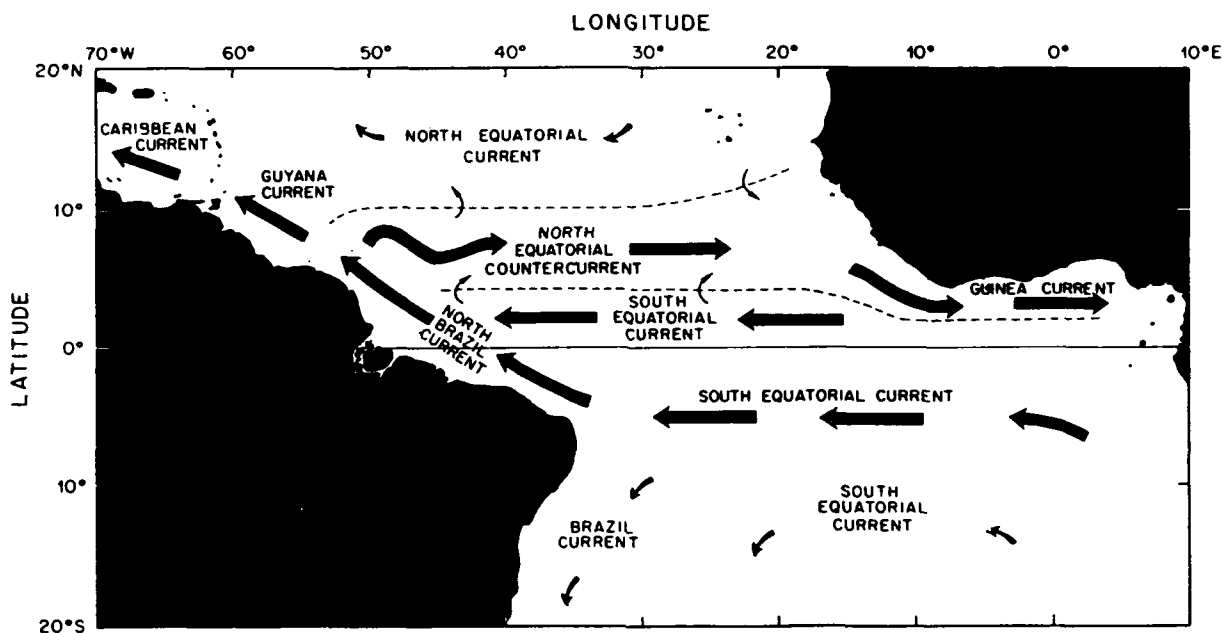 LONGITUDE
70°W 60° 50° 40° 30° 20° 10° 0° 10°E
20°N
CARIBBEAN
CURRENT
NORTH EQUATORIAL
CURRENT
GUYANA
CURRENT
10°
NORTH
EQUATORIAL
COUNTERCURRENT
GUINEA CURRENT
SOUTH
EQUATORIAL
CURRENT
NORTH
BRAZIL
CURRENT
LATITUDE
0°
SOUTH EQUATORIAL CURRENT
10°
SOUTH
EQUATORIAL
CURRENT
BRAZIL
CURRENT
20°S